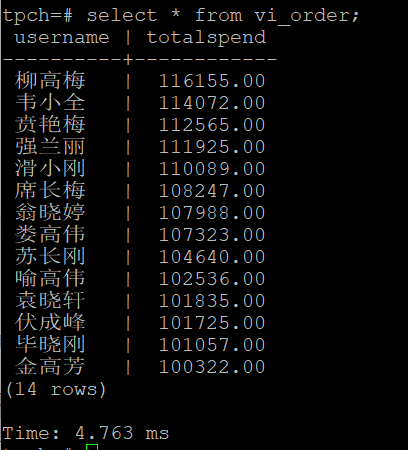 tpch=# select * from vi_order;
username | totalspend
----------+------------
柳高梅 | 116155.00
韦小全 | 114072.00
贲艳梅 | 112565.00
强兰丽 | 111925.00
滑小刚 | 110089.00
席长梅 | 108247.00
翁晓婷 | 107988.00
娄高伟 | 107323.00
苏长刚 | 104640.00
喻高伟 | 102536.00
袁晓轩 | 101835.00
伏成峰 | 101725.00
毕晓刚 | 101057.00
金高芳 | 100322.00
(14 rows)
Time: 4.763 ms
tpch=#